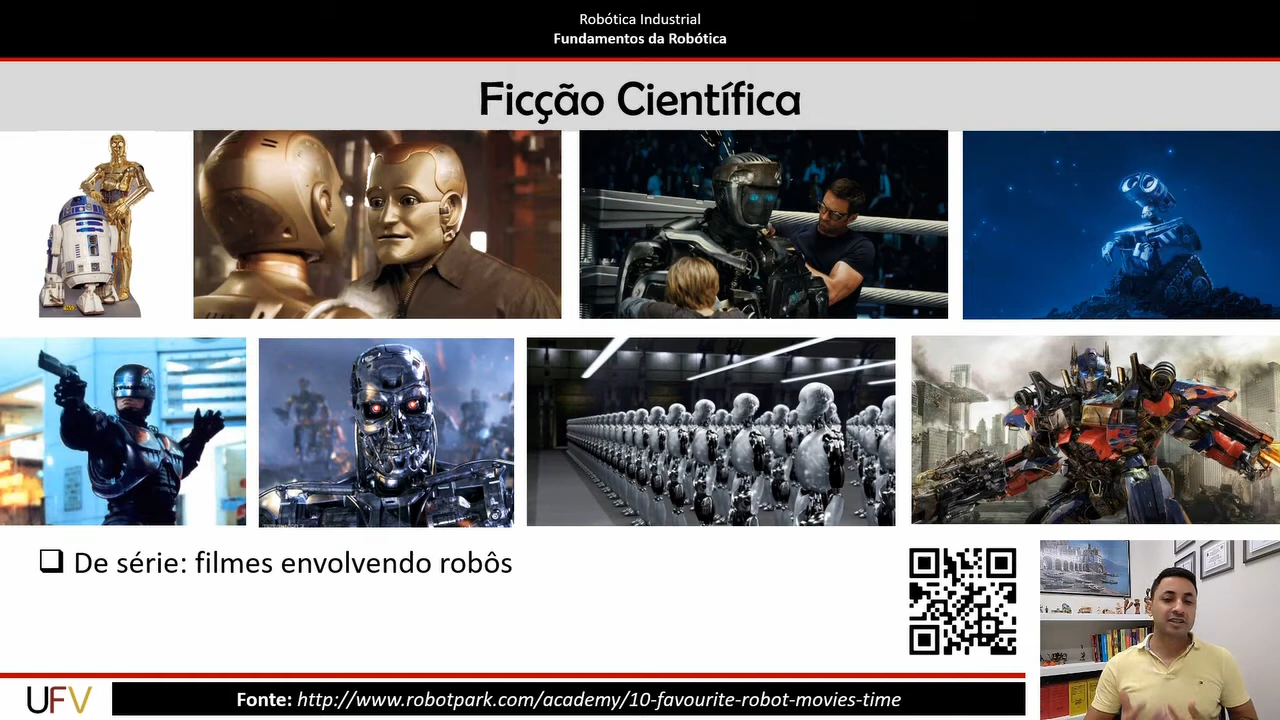 Robótica Industrial
Fundamentos da Robótica
Ficção Científica
De série: filmes envolvendo robôs
UFV
Fonte: http://www.robotpark.com/academy/10-favourite-robot-movies-time